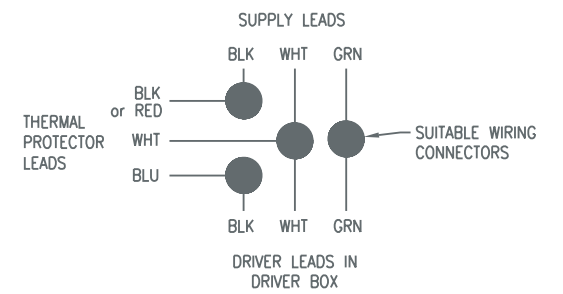 SUPPLY LEADS
BLK WHT GRN
BLK
or RED
THERMAL
PROTECTOR
LEADS
WHT
BLU
SUITABLE WIRING
CONNECTORS
BLK WHT GRN
DRIVER LEADS IN
DRIVER BOX